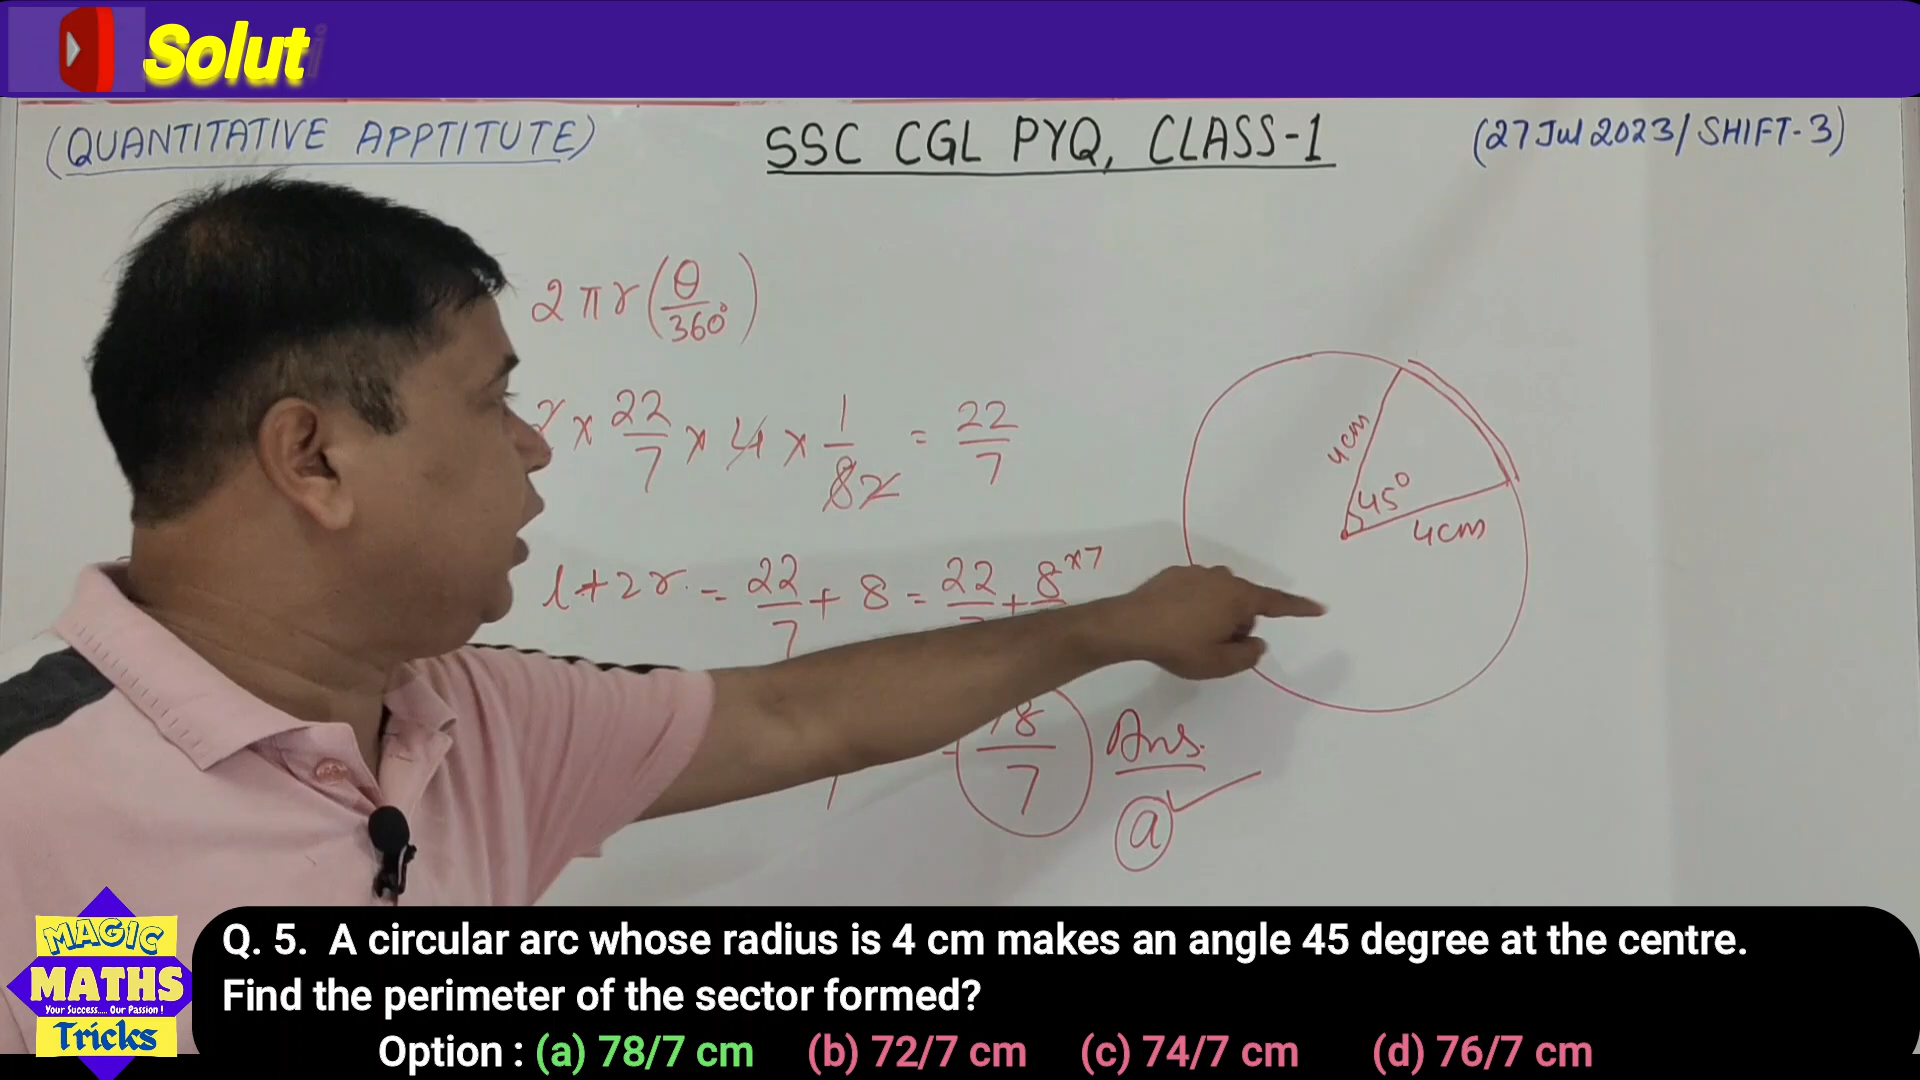 Solut
(QUANTITATIVE APPTITUTE)
SSC CGL PYQ, CLASS-1
(27 Jul 2023/ SHIFT-3)
2πr(θ/360°)
2 × 22/7 × 4 × 1/82 = 22/7
l+2r = 22/7 + 8 = 22/7 + 8×7
78/7 Ans.
a ✓
4cm
45°
4cm
MAGIC
MATHS
Your Success..... Our Passion !
Tricks
Q. 5. A circular arc whose radius is 4 cm makes an angle 45 degree at the centre.
Find the perimeter of the sector formed?
Option : (a) 78/7 cm (b) 72/7 cm (c) 74/7 cm (d) 76/7 cm